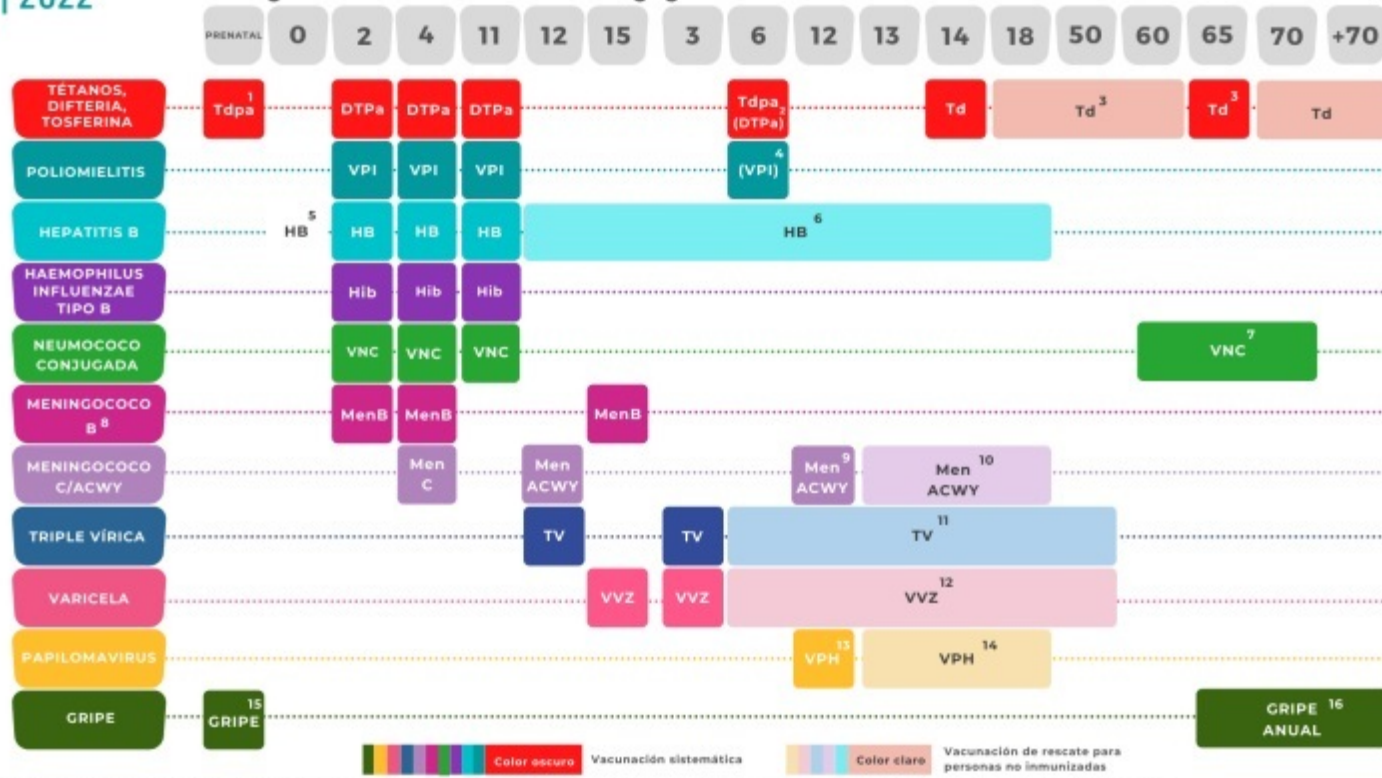 2022
PRENATAL 0 2 4 11 12 15 3 6 12 13 14 18 50 60 65 70 +70
TÉTANOS,
DIFTERIA,
TOSFERINA
Tdpa 1
DTPa DTPa DTPa
Tdpa 2
(DTPa)
Td
Td 3
Td 3
Td
POLIOMIELITIS
VPI VPI VPI
(VPI) 4
HEPATITIS B
HB 5
HB HB HB
HB 6
HAEMOPHILUS
INFLUENZAE
TIPO B
Hib Hib Hib
NEUMOCOCO
CONJUGADA
VNC VNC VNC
VNC 7
MENINGOCOCO
B 8
MenB MenB MenB
MENINGOCOCO
C/ACWY
Men
C
Men
ACWY
Men 9
ACWY
Men 10
ACWY
TRIPLE VÍRICA
TV TV
TV 11
VARICELA
VVZ VVZ
VVZ 12
PAPILOMAVIRUS
VPH 13
VPH 14
GRIPE
GRIPE 15
GRIPE 16
ANUAL
Color oscuro
Vacunación sistemática
Color claro
Vacunación de rescate para
personas no inmunizadas